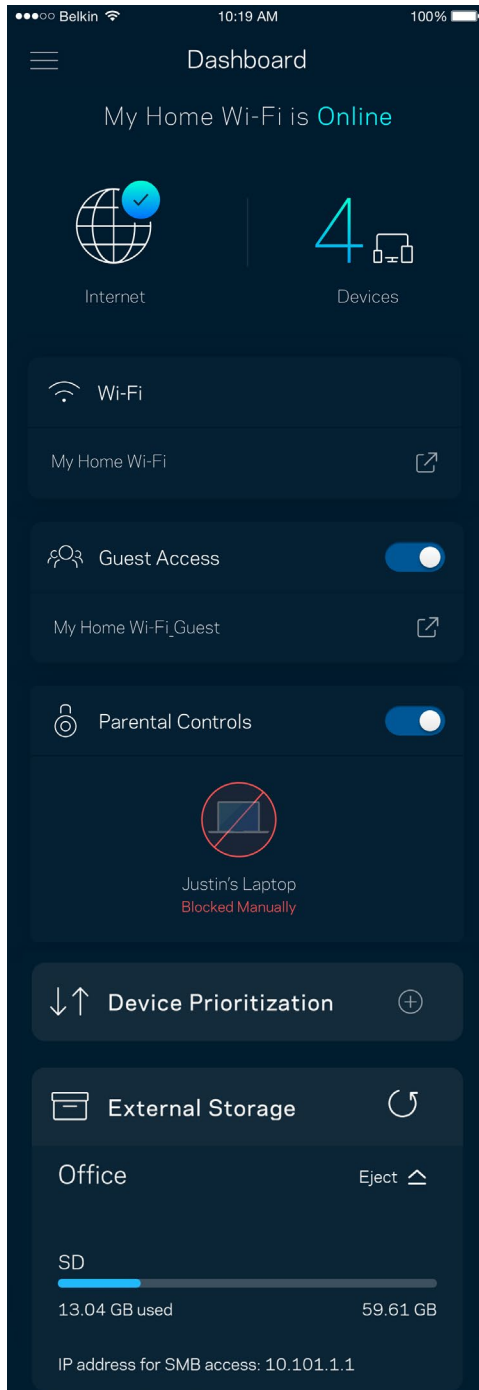 Belkin 10:19 AM 100%
Dashboard
My Home Wi-Fi is Online
4
Internet Devices
Wi-Fi
My Home Wi-Fi
Guest Access
My Home Wi-Fi_Guest
Parental Controls
Justin's Laptop
Blocked Manually
Device Prioritization
External Storage
Office Eject
SD
13.04 GB used 59.61 GB
IP address for SMB access: 10.101.1.1